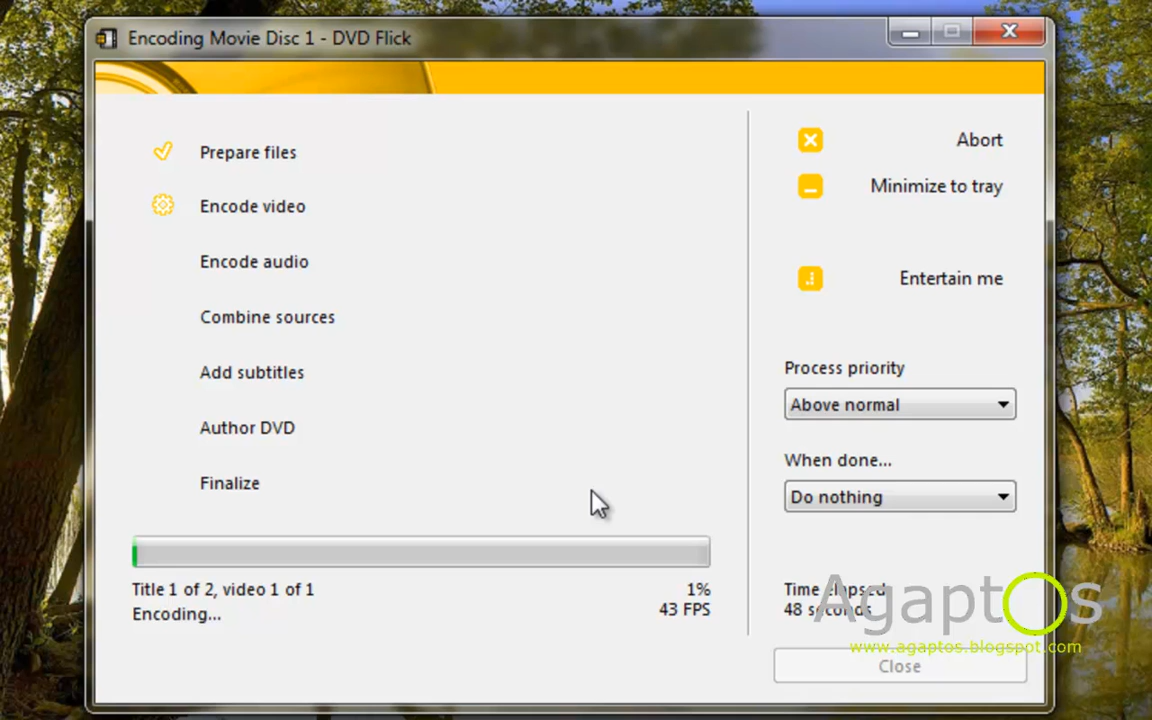 Encoding Movie Disc 1 - DVD Flick
Prepare files
Encode video
Encode audio
Combine sources
Add subtitles
Author DVD
Finalize
Title 1 of 2, video 1 of 1
1%
Encoding...
43 FPS
Abort
Minimize to tray
Entertain me
Process priority
Above normal
When done...
Do nothing
Time elapsed
48 seconds
Agaptos
www.agaptos.blogspot.com
Close